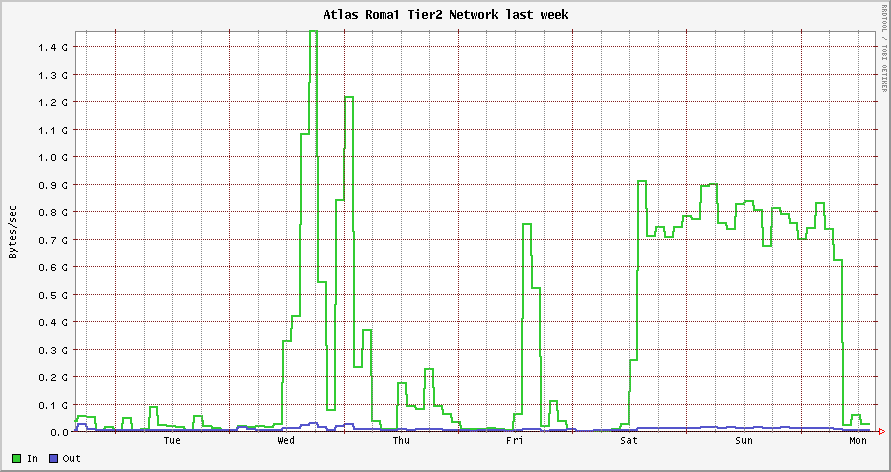 Atlas Roma1 Tier2 Network last week
RRDTOOL / TOBI OETIKER
Bytes/sec
1.4 G
1.3 G
1.2 G
1.1 G
1.0 G
0.9 G
0.8 G
0.7 G
0.6 G
0.5 G
0.4 G
0.3 G
0.2 G
0.1 G
0.0
Tue Wed Thu Fri Sat Sun Mon
In Out